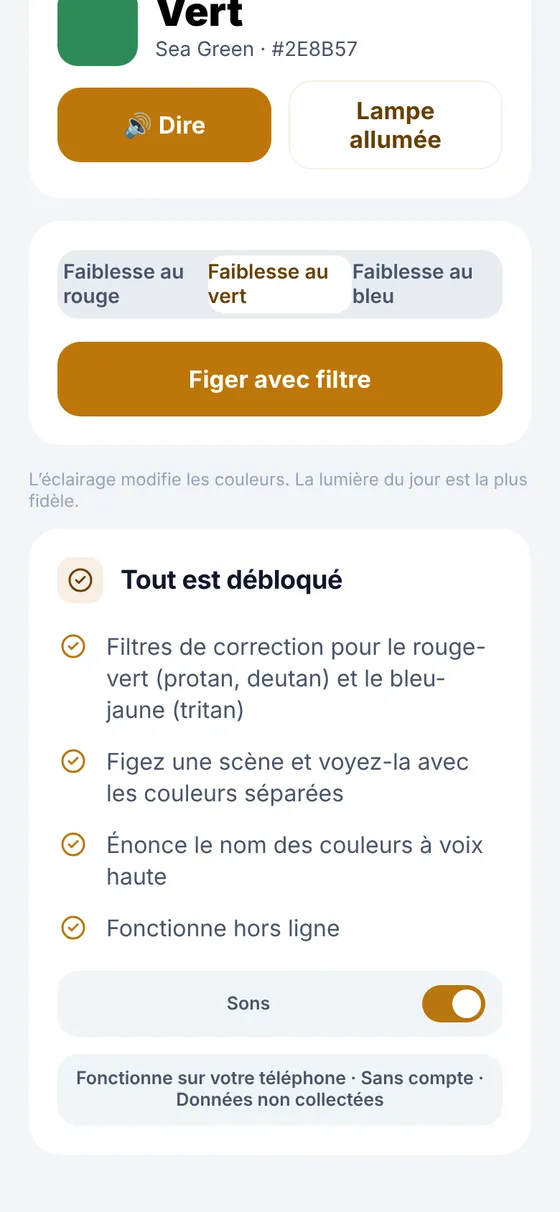 Vert
Sea Green · #2E8B57
🔊 Dire
Lampe
allumée
Faiblesse au
rouge
Faiblesse au
vert
Faiblesse au
bleu
Figer avec filtre
L’éclairage modifie les couleurs. La lumière du jour est la plus
fidèle.
Tout est débloqué
Filtres de correction pour le rouge-
vert (protan, deutan) et le bleu-
jaune (tritan)
Figez une scène et voyez-la avec
les couleurs séparées
Énonce le nom des couleurs à voix
haute
Fonctionne hors ligne
Sons
Fonctionne sur votre téléphone · Sans compte ·
Données non collectées